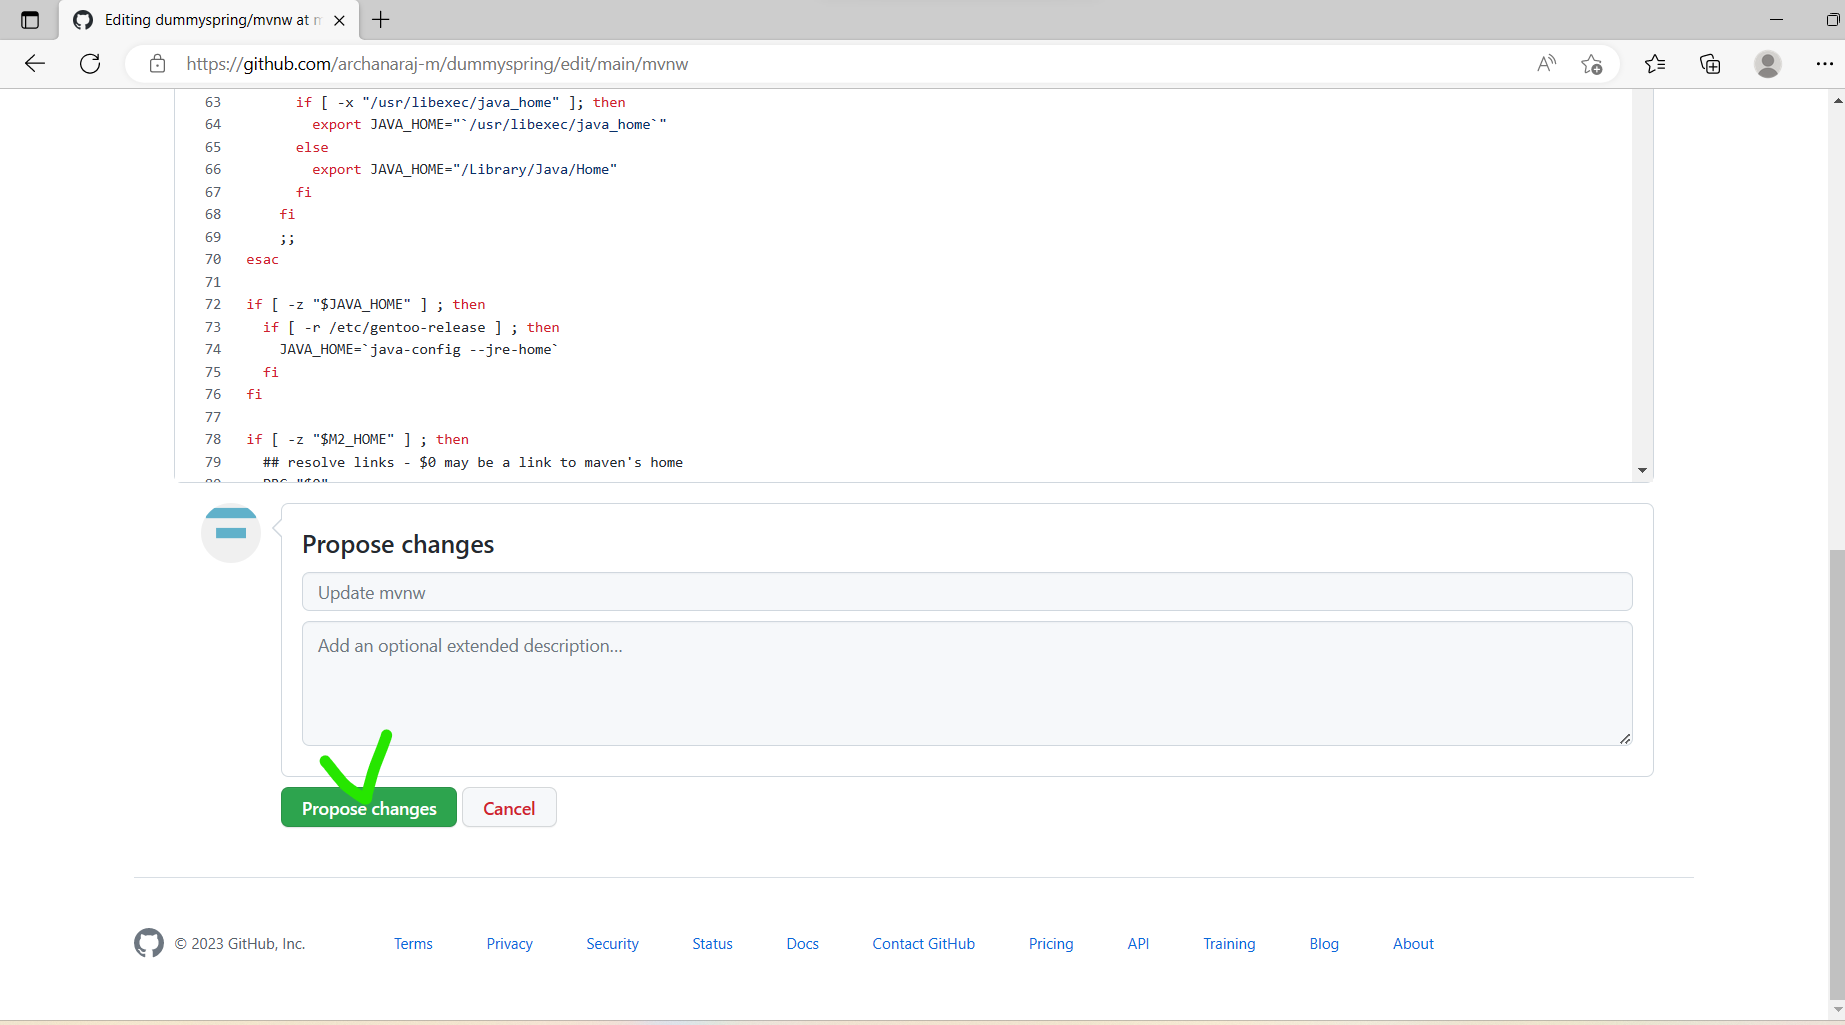 Editing dummyspring/mvnw at
https://github.com/archanaraj-m/dummyspring/edit/main/mvnw
63 if [ -x "/usr/libexec/java_home" ]; then
64 export JAVA_HOME="`/usr/libexec/java_home`"
65 else
66 export JAVA_HOME="/Library/Java/Home"
67 fi
68 fi
69 ;;
70 esac
71
72 if [ -z "$JAVA_HOME" ] ; then
73 if [ -r /etc/gentoo-release ] ; then
74 JAVA_HOME=`java-config --jre-home`
75 fi
76 fi
77
78 if [ -z "$M2_HOME" ] ; then
79 ## resolve links - $0 may be a link to maven's home
Propose changes
Update mvnw
Add an optional extended description...
Propose changes Cancel
© 2023 GitHub, Inc. Terms Privacy Security Status Docs Contact GitHub Pricing API Training Blog About